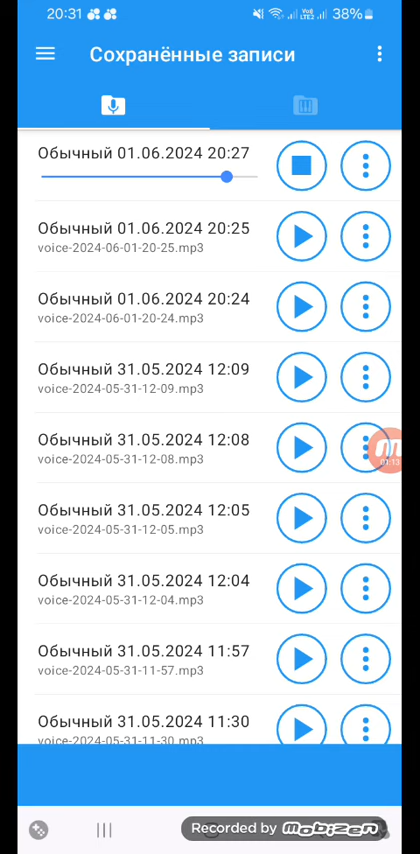 20:31 38%
Сохранённые записи
Обычный 01.06.2024 20:27
Обычный 01.06.2024 20:25
voice-2024-06-01-20-25.mp3
Обычный 01.06.2024 20:24
voice-2024-06-01-20-24.mp3
Обычный 31.05.2024 12:09
voice-2024-05-31-12-09.mp3
Обычный 31.05.2024 12:08
voice-2024-05-31-12-08.mp3
Обычный 31.05.2024 12:05
voice-2024-05-31-12-05.mp3
Обычный 31.05.2024 12:04
voice-2024-05-31-12-04.mp3
Обычный 31.05.2024 11:57
voice-2024-05-31-11-57.mp3
Обычный 31.05.2024 11:30
voice-2024-05-31-11-30.mp3
Recorded by mobizen